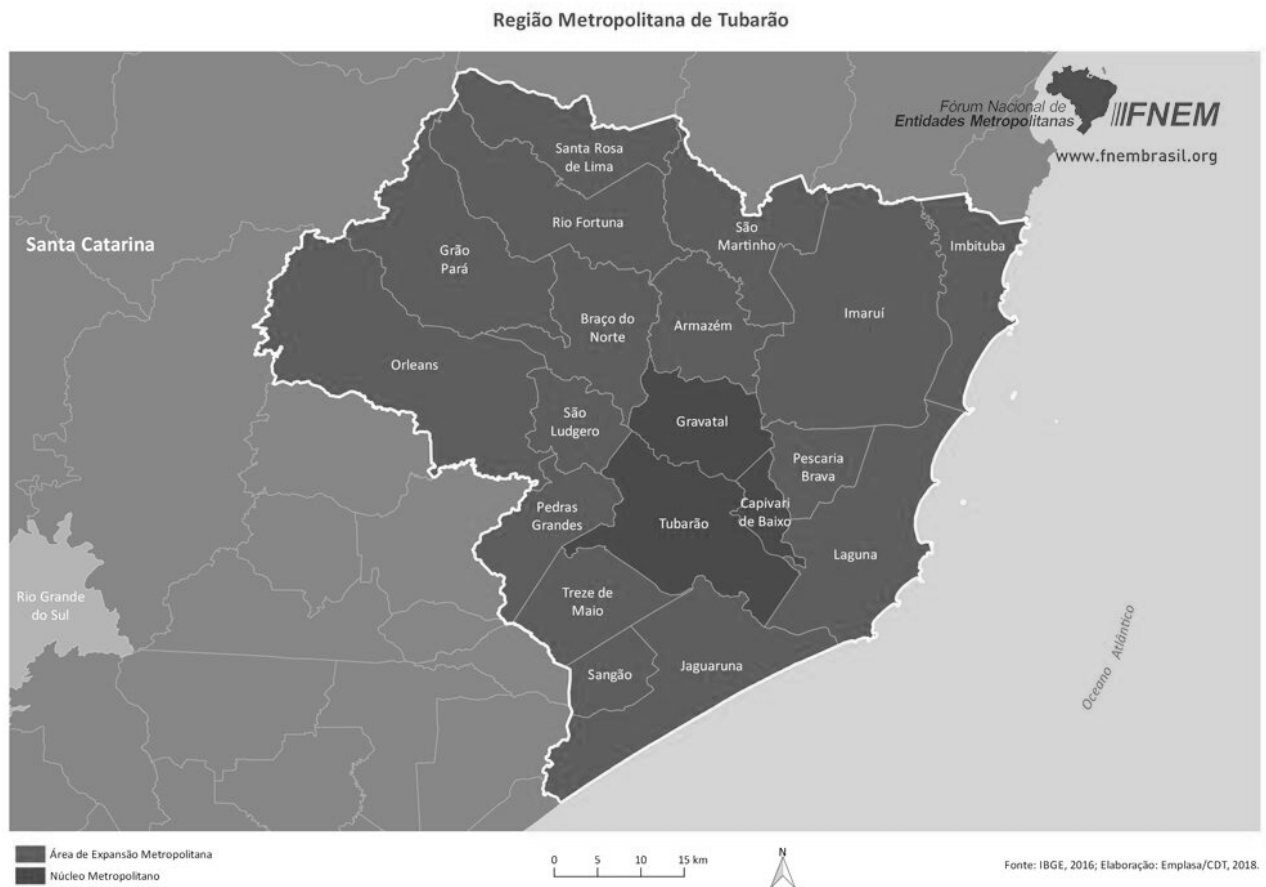 Região Metropolitana de Tubarão
Fórum Nacional de
Entidades Metropolitanas
FNEM
www.fnembrasil.org
Santa Catarina
Santa Rosa
de Lima
Rio Fortuna
São
Martinho
Imbituba
Grão
Pará
Braço do
Norte
Armazém
Imaruí
Orleans
São
Ludgero
Gravatal
Pescaria
Brava
Pedras
Grandes
Tubarão
Capivari
de Baixo
Laguna
Rio Grande
do Sul
Treze de
Maio
Sangão
Jaguaruna
Oceano Atlântico
Área de Expansão Metropolitana
Núcleo Metropolitano
0 5 10 15 km
N
Fonte: IBGE, 2016; Elaboração: Emplasa/CDT, 2018.